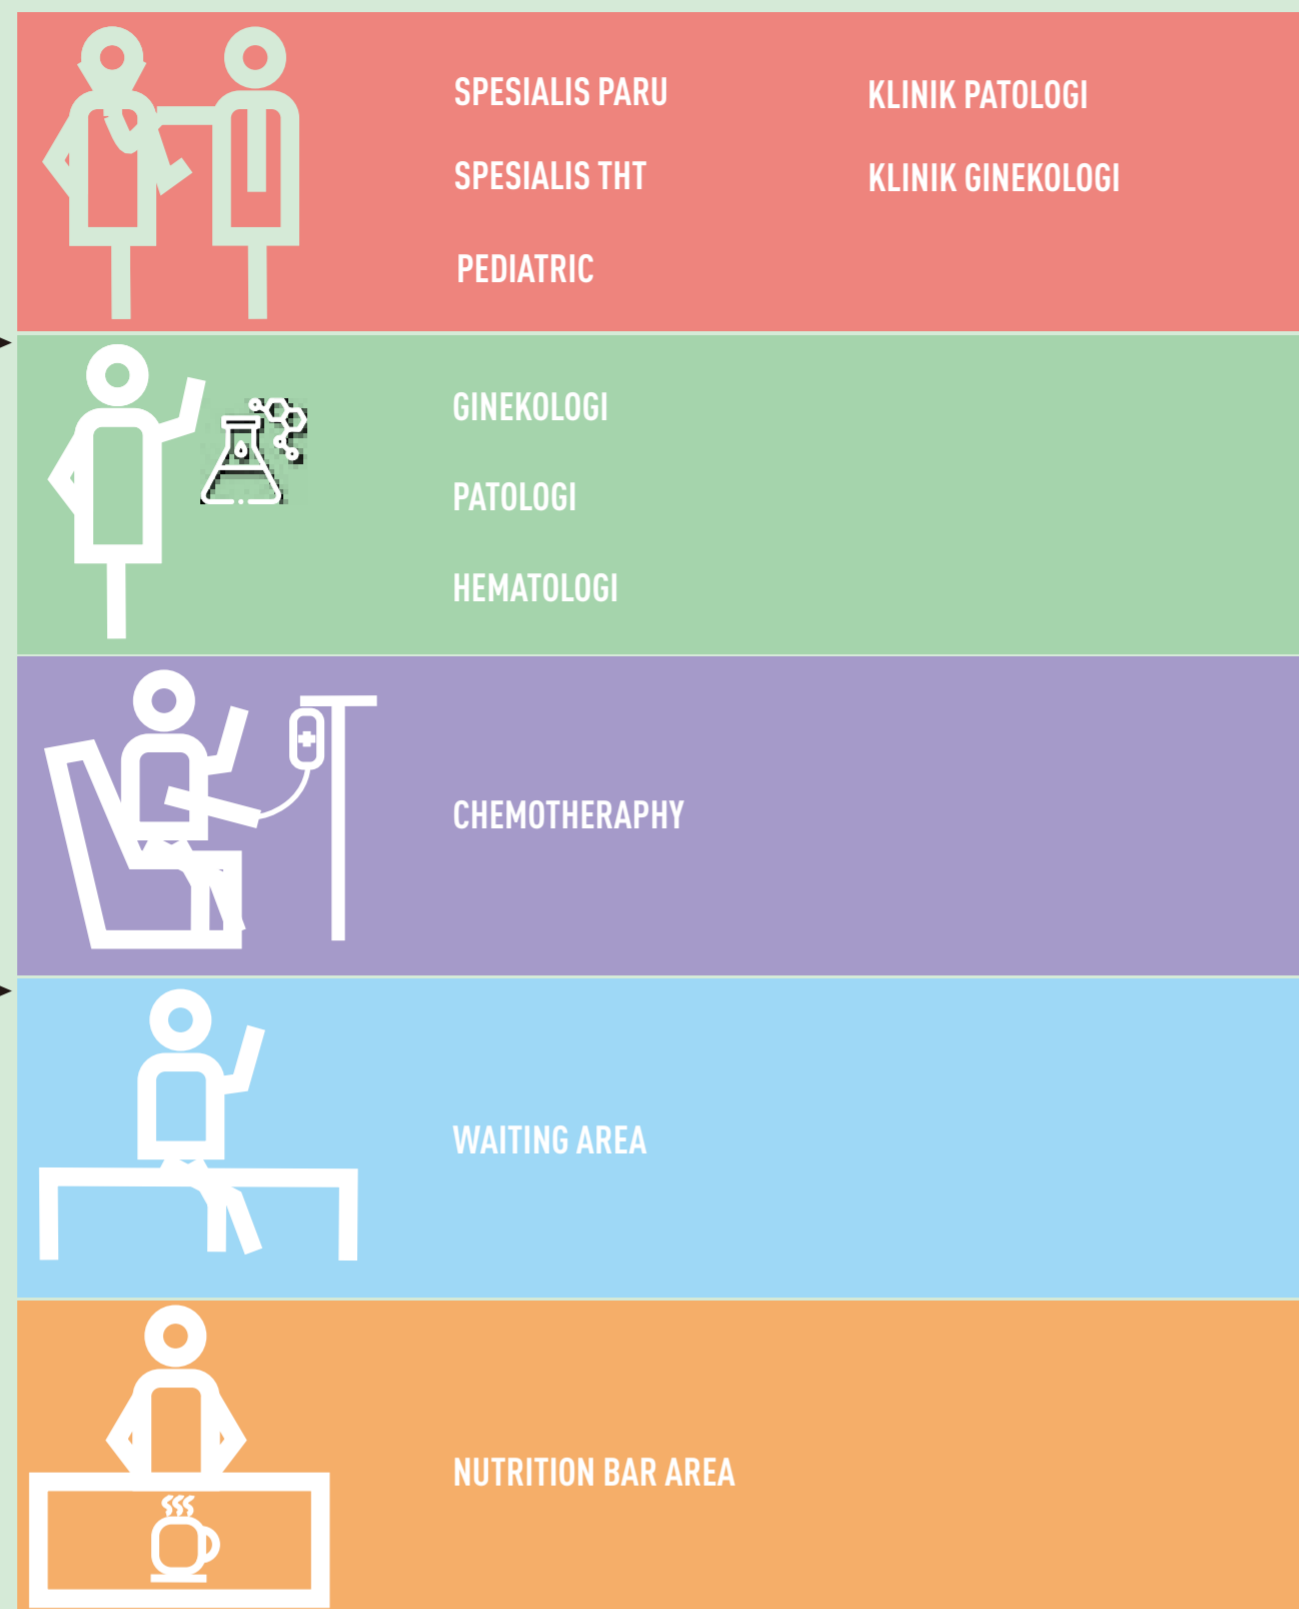 SPESIALIS PARU
SPESIALIS THT
PEDIATRIC
KLINIK PATOLOGI
KLINIK GINEKOLOGI
GINEKOLOGI
PATOLOGI
HEMATOLOGI
CHEMOTHERAPHY
WAITING AREA
NUTRITION BAR AREA